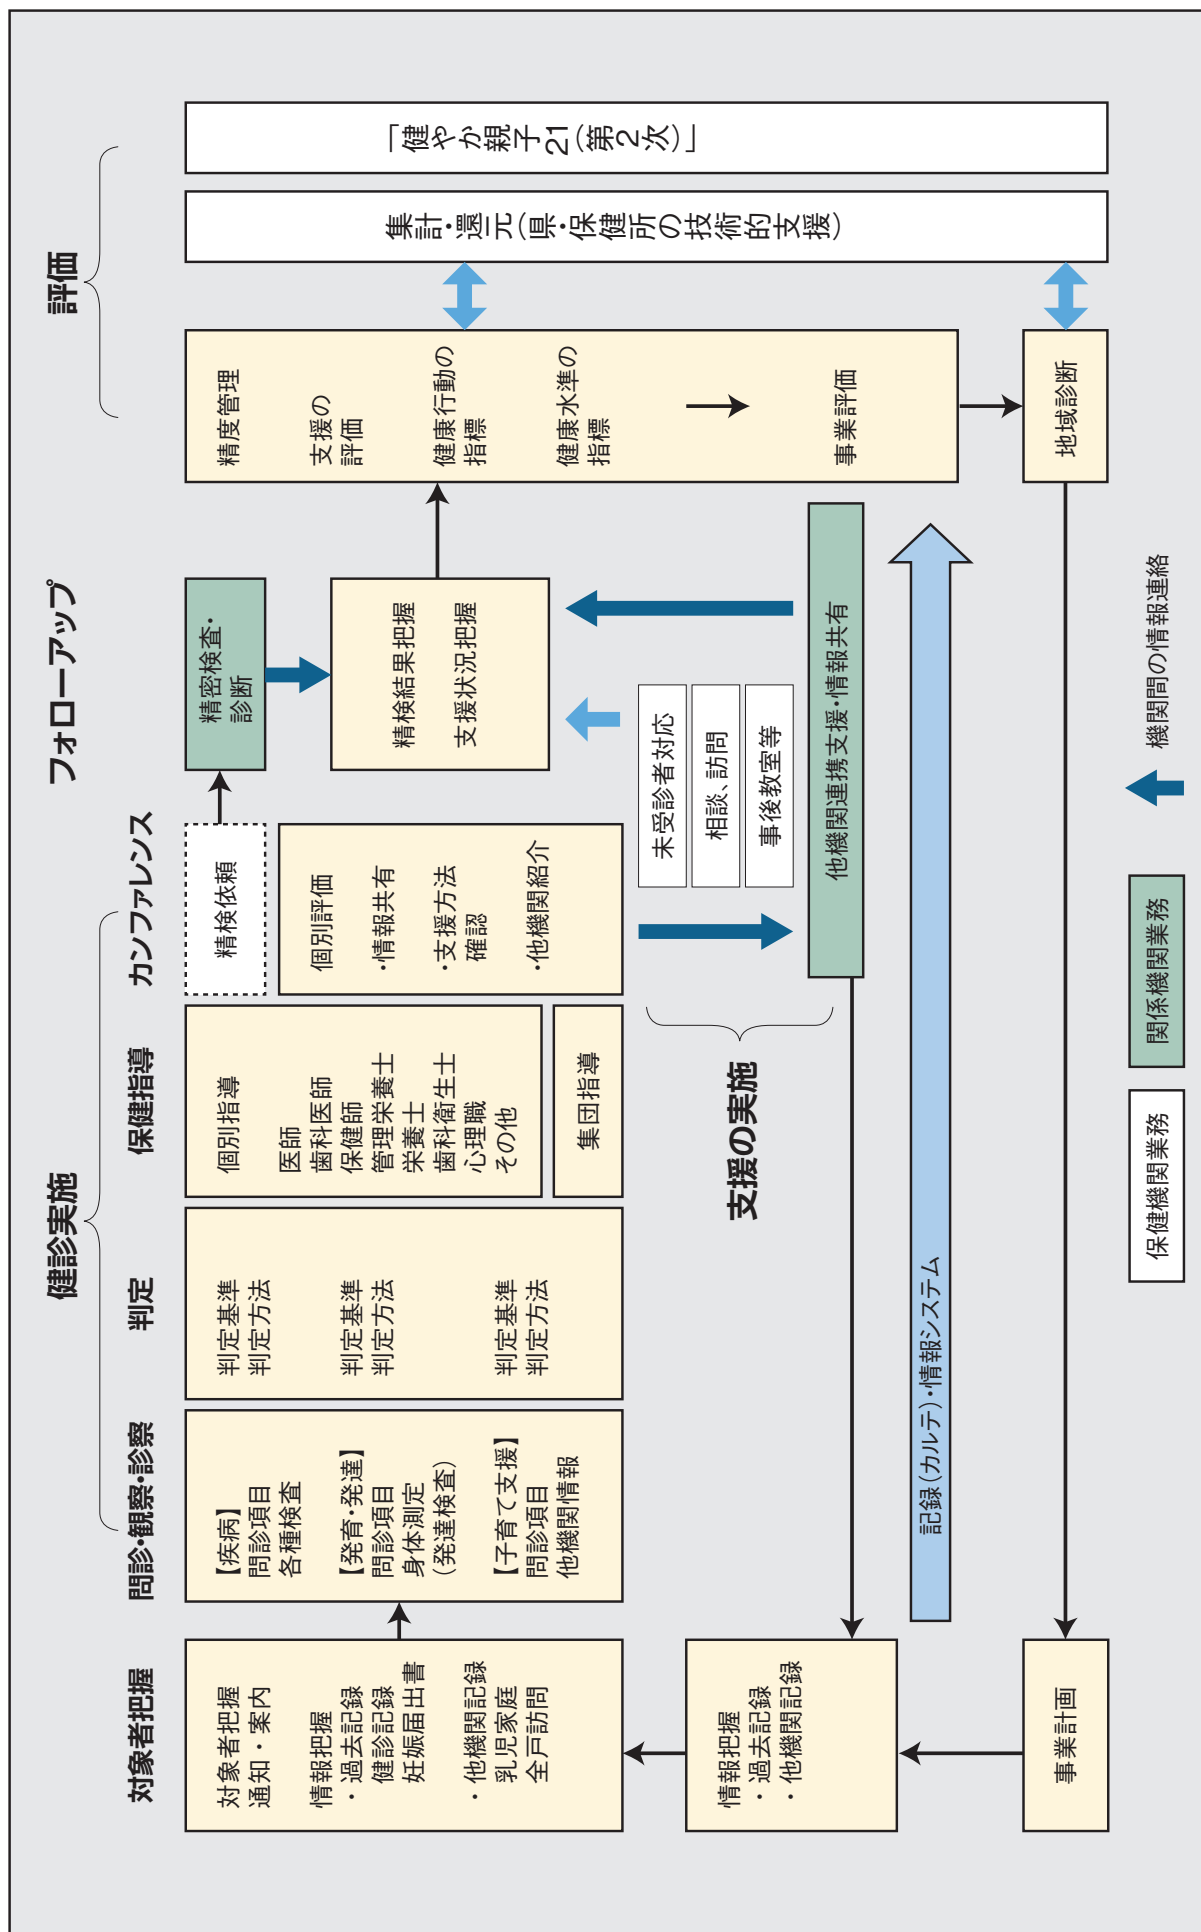 対象者把握
健診実施
問診・観察・診察
判定
保健指導
カンファレンス
フォローアップ
評価
対象者把握
通知・案内
情報把握
・過去記録
健診記録
妊娠届出書
・他機関記録
乳児家庭
全戸訪問
情報把握
・過去記録
・他機関記録
事業計画
【疾病】
問診項目
各種検査
【発育・発達】
問診項目
身体測定
(発達検査)
【子育て支援】
問診項目
他機関情報
判定基準
判定方法
判定基準
判定方法
判定基準
判定方法
個別指導
医師
歯科医師
保健師
管理栄養士
栄養士
歯科衛生士
心理職
その他
集団指導
精検依頼
個別評価
・情報共有
・支援方法
確認
・他機関紹介
精密検査・
診断
精検結果把握
支援状況把握
支援の実施
未受診者対応
相談、訪問
事後教室等
他機関連携支援・情報共有
記録(カルテ)・情報システム
精度管理
支援の
評価
健康行動の
指標
健康水準の
指標
事業評価
地域診断
集計・還元(県・保健所の技術的支援)
「健やか親子21(第2次)」
保健機関業務
関係機関業務
機関間の情報連絡